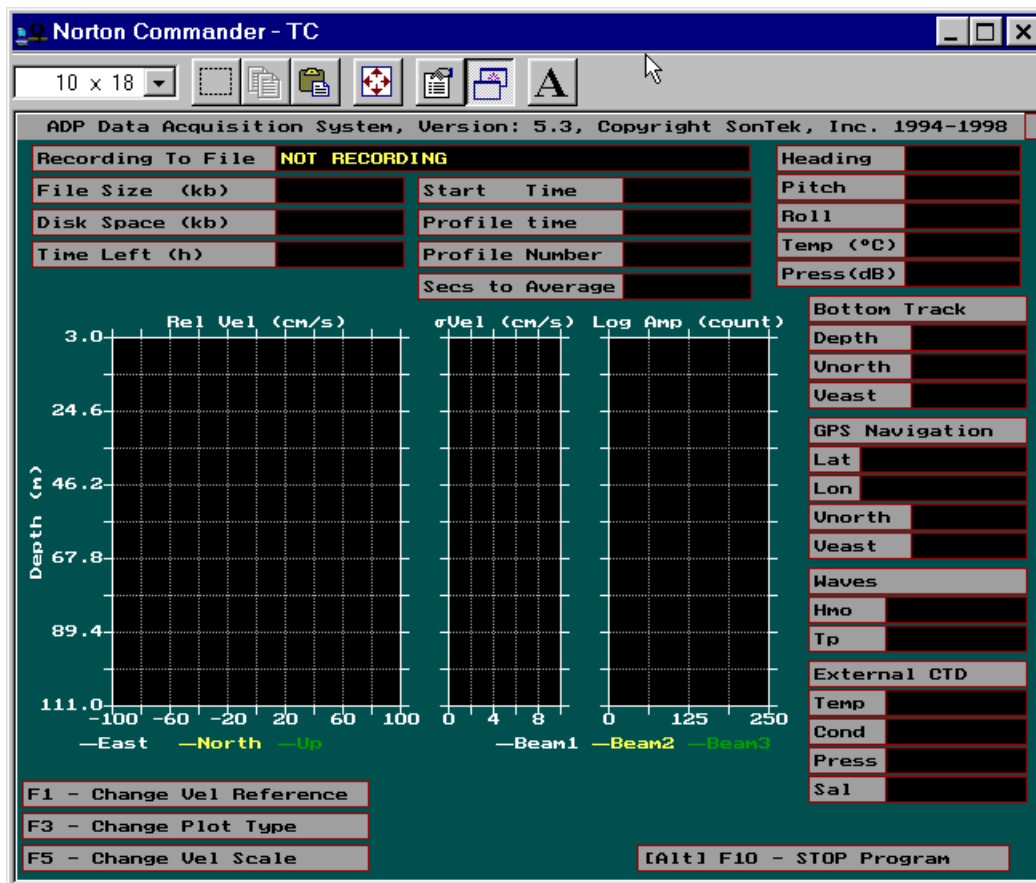 Norton Commander - TC
10 x 18
A
ADP Data Acquisition System, Version: 5.3, Copyright SonTek, Inc. 1994-1998
Recording To File NOT RECORDING
File Size (kb)
Disk Space (kb)
Time Left (h)
Start Time
Profile time
Profile Number
Secs to Average
Heading
Pitch
Roll
Temp (ºC)
Press(dB)
Rel Vel (cm/s)
σVel (cm/s)
Log Amp (count)
Depth (m)
3.0
24.6
46.2
67.8
89.4
111.0
-100 -60 -20 20 60 100
0 4 8
0 125 250
—East —North —Up
—Beam1 —Beam2 —Beam3
Bottom Track
Depth
Vnorth
Veast
GPS Navigation
Lat
Lon
Vnorth
Veast
Waves
Hmo
Tp
External CTD
Temp
Cond
Press
Sal
F1 - Change Vel Reference
F3 - Change Plot Type
F5 - Change Vel Scale
[Alt] F10 - STOP Program